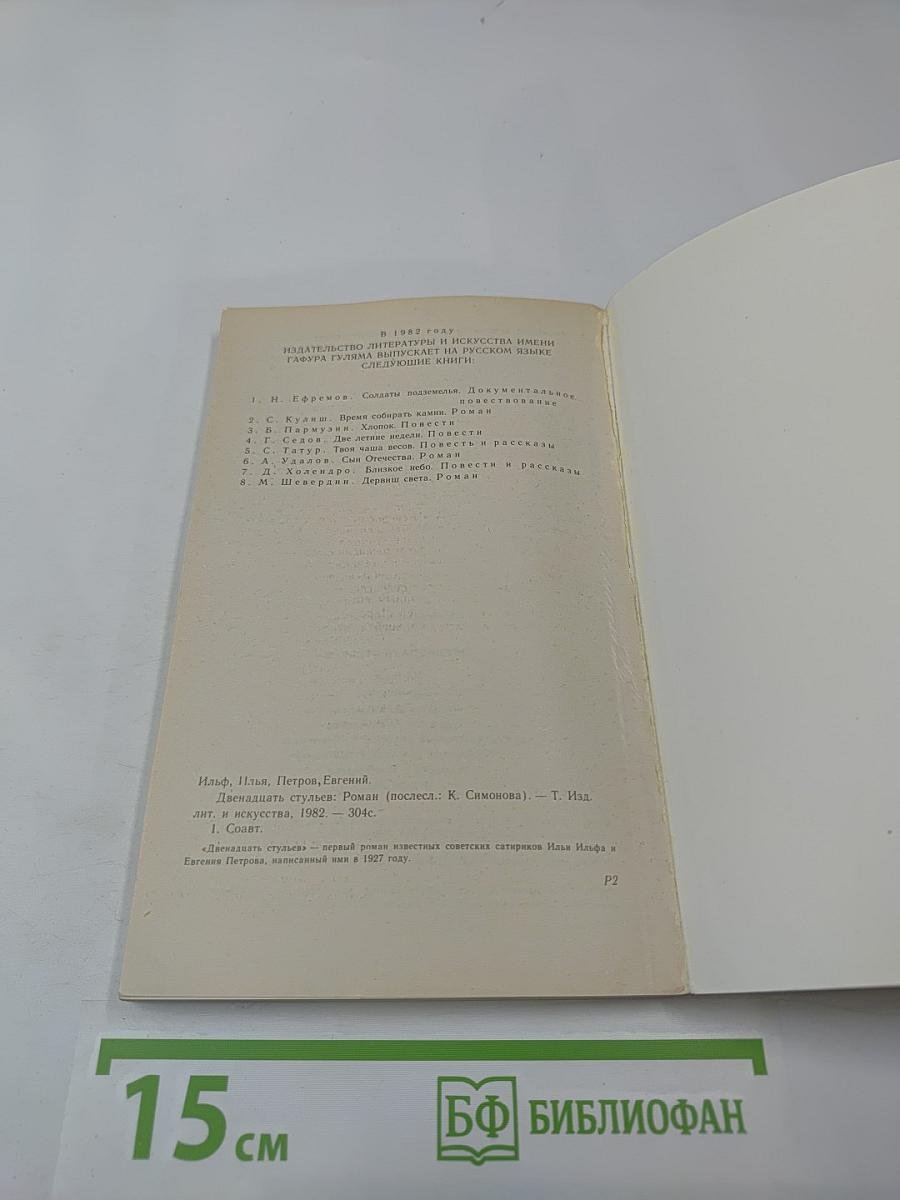 В 1982 году
ИЗДАТЕЛЬСТВО ЛИТЕРАТУРЫ И ИСКУССТВА ИМЕНИ
ГАФУРА ГУЛЯМА ВЫПУСКАЕТ НА РУССКОМ ЯЗЫКЕ
СЛЕДУЮЩИЕ КНИГИ:
1. Н. Ефремов. Солдаты подземелья. Документальное
повествование
2. С. Кулиш. Время собирать камни. Роман
3. Б. Пармузин. Хлопок. Повести
4. Г. Седов. Две летние недели. Повести
5. С. Татур. Твоя чаша весов. Повесть и рассказы
6. А. Удалов. Сын Отечества. Роман
7. Д. Холендро. Близкое небо. Повести и рассказы
8. М. Шевердин. Дервиш света. Роман
Ильф, Илья, Петров, Евгений.
Двенадцать стульев: Роман (послесл.: К. Симонова). — Т. Изд.
лит. и искусства, 1982. — 304с.
1. Соавт.
«Двенадцать стульев» — первый роман известных советских сатириков Ильи Ильфа и
Евгения Петрова, написанный ими в 1927 году.
Р2
15 см
БФ БИБЛИОФАН